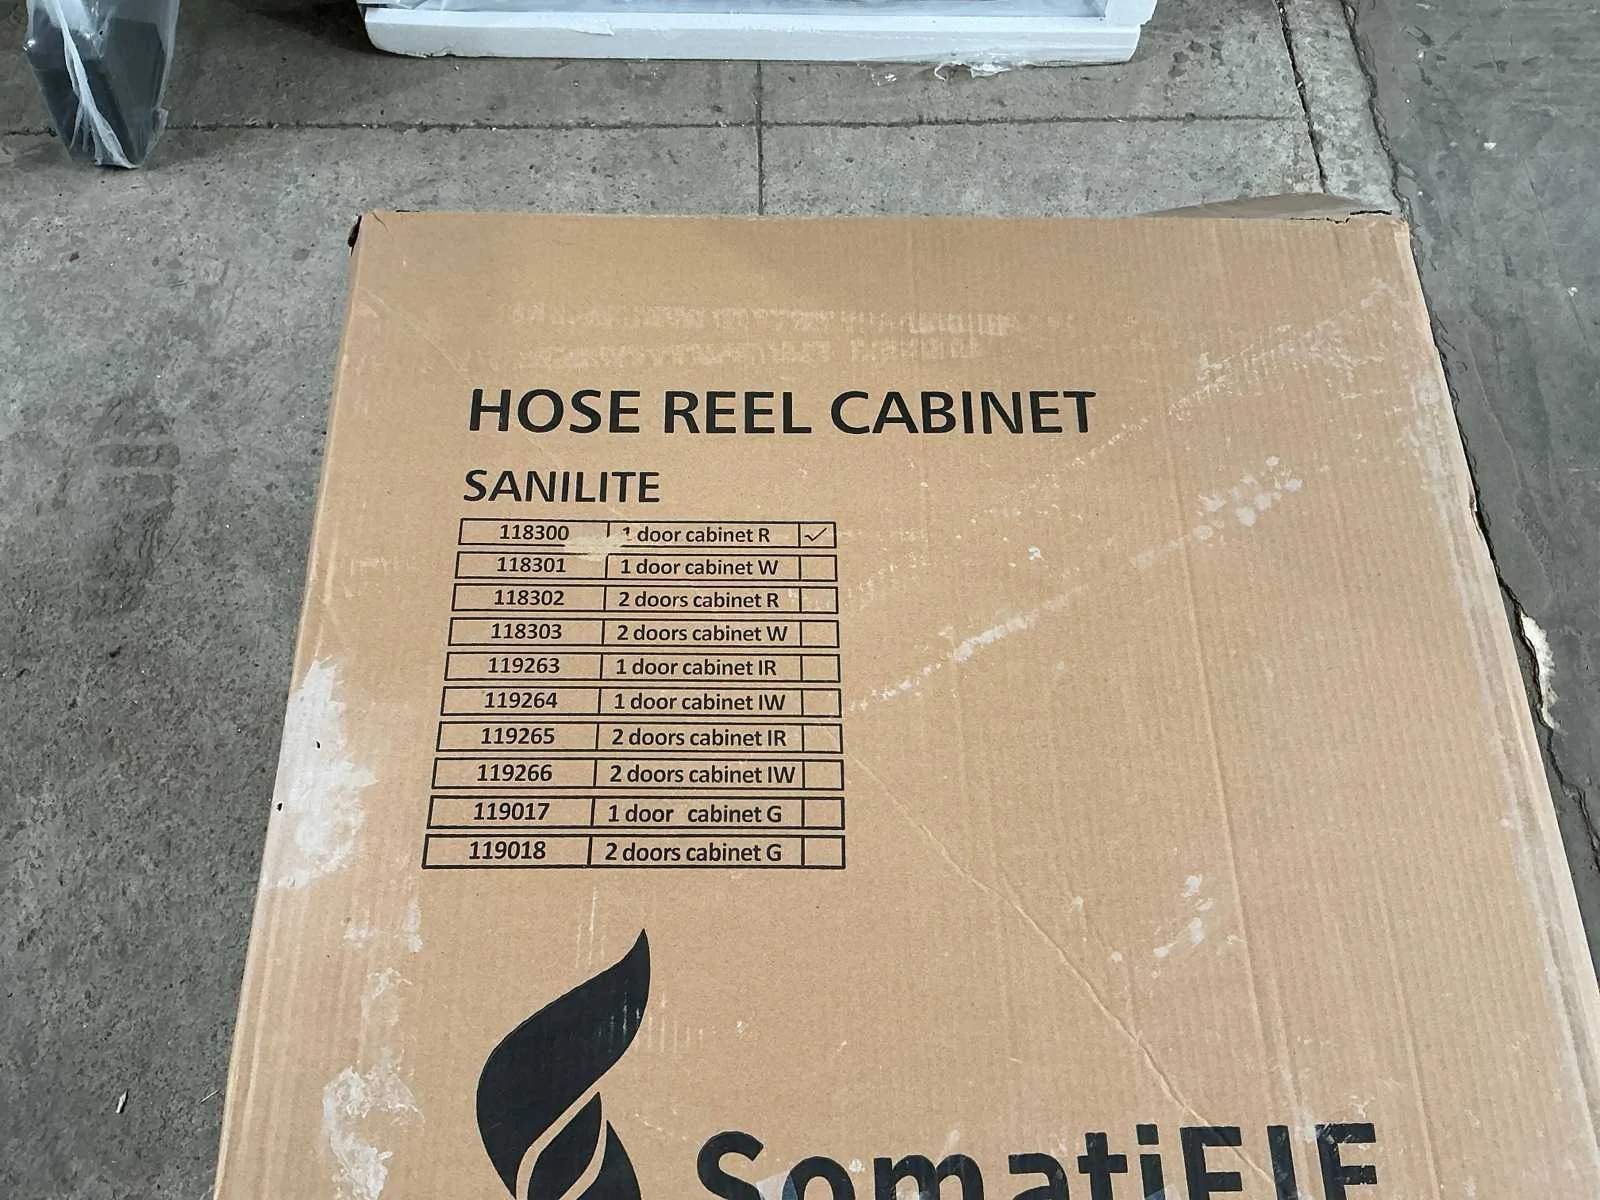 HOSE REEL CABINET
SANILITE
118300 1 door cabinet R ✓
118301 1 door cabinet W
118302 2 doors cabinet R
118303 2 doors cabinet W
119263 1 door cabinet IR
119264 1 door cabinet IW
119265 2 doors cabinet IR
119266 2 doors cabinet IW
119017 1 door cabinet G
119018 2 doors cabinet G
SomatiFIE